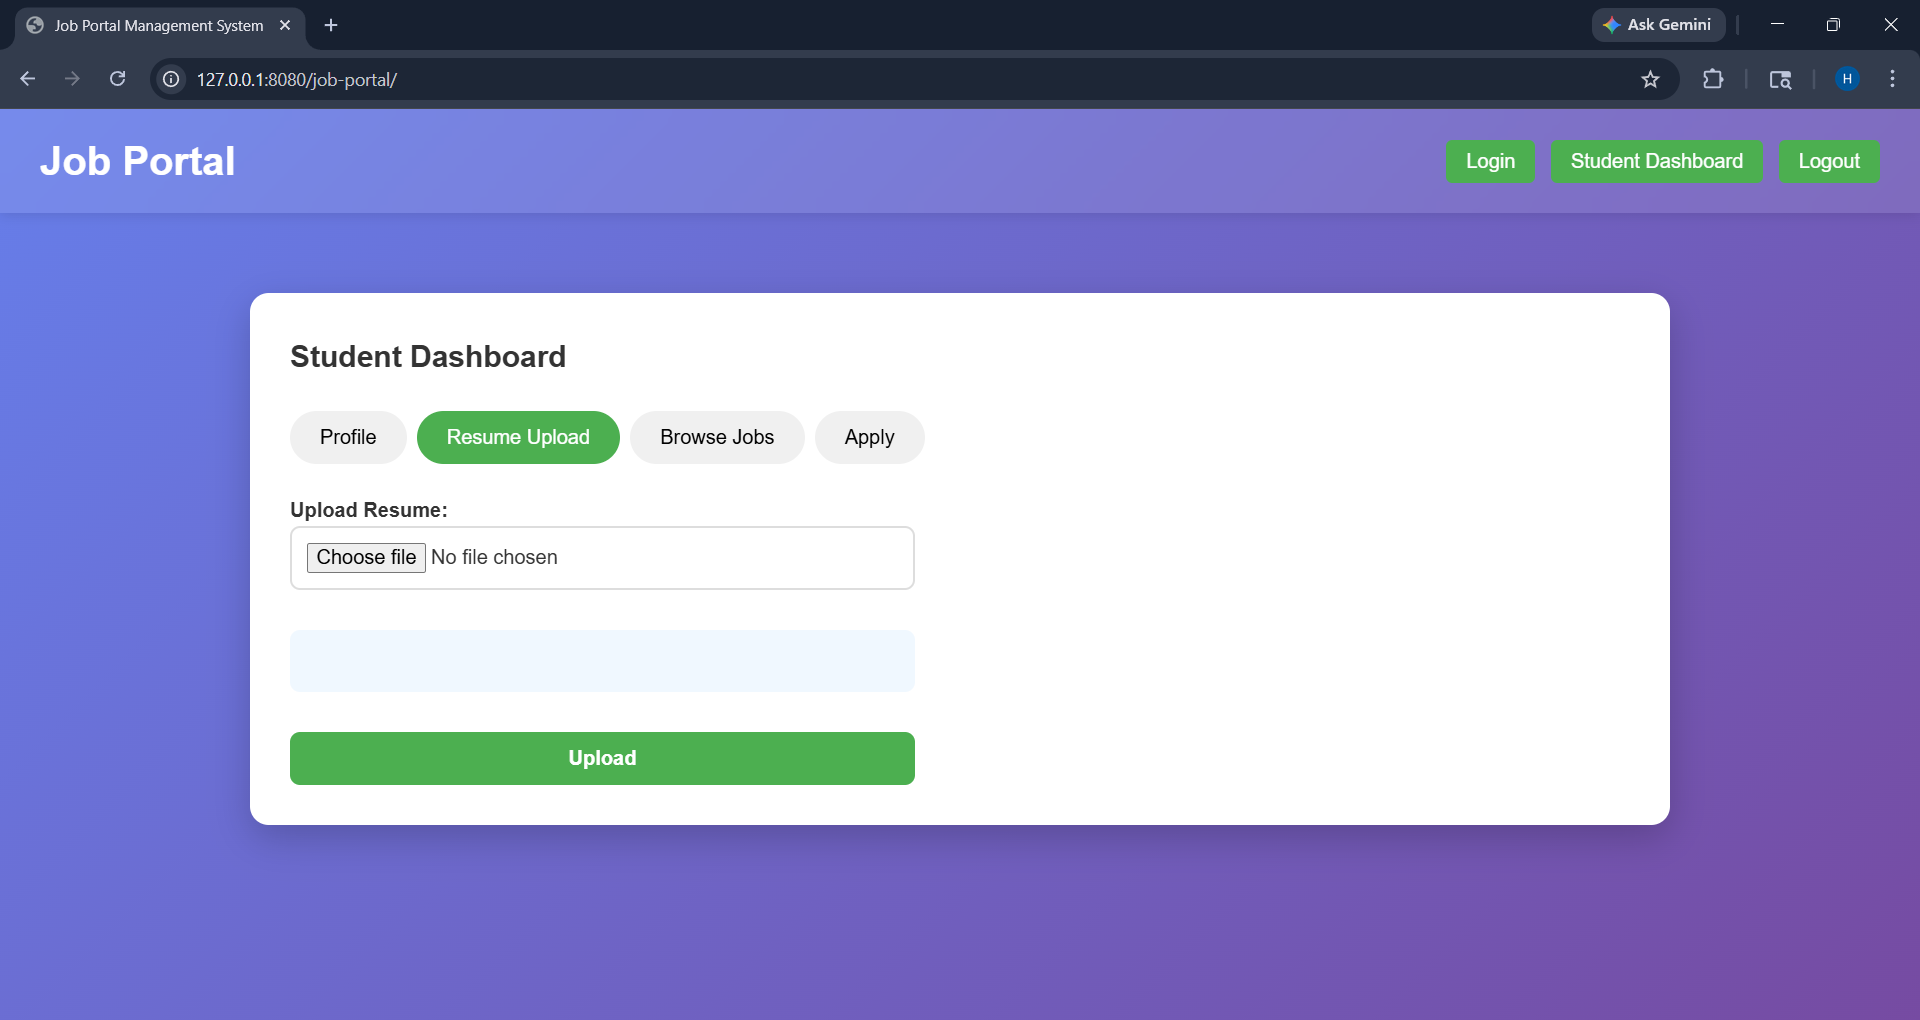 Job Portal Management System
Ask Gemini
127.0.0.1:8080/job-portal/
H
Job Portal
Login Student Dashboard Logout
Student Dashboard
Profile Resume Upload Browse Jobs Apply
Upload Resume:
Choose file No file chosen
Upload